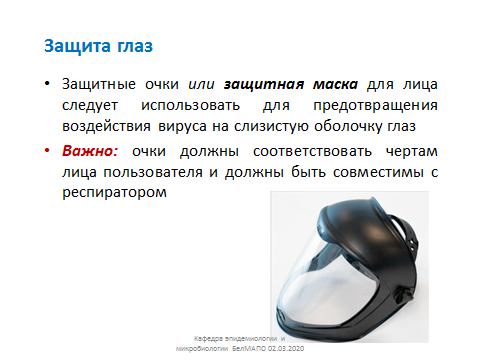 Защита глаз
• Защитные очки или защитная маска для лица
следует использовать для предотвращения
воздействия вируса на слизистую оболочку глаз
• Важно: очки должны соответствовать чертам
лица пользователя и должны быть совместимы с
респиратором
Кафедра эпидемиологии и
микробиологии БелМАПО 02.03.2020